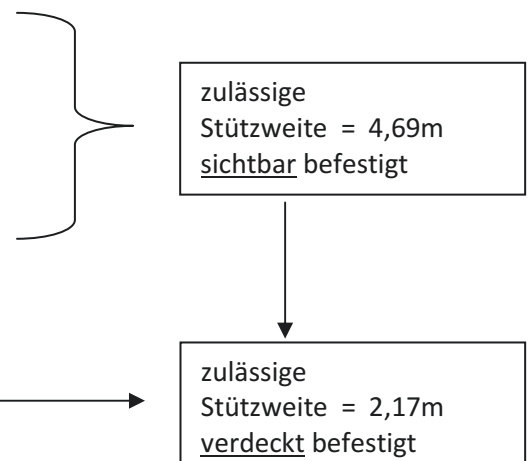 zulässige
Stützweite = 4,69m
sichtbar befestigt
zulässige
Stützweite = 2,17m
verdeckt befestigt